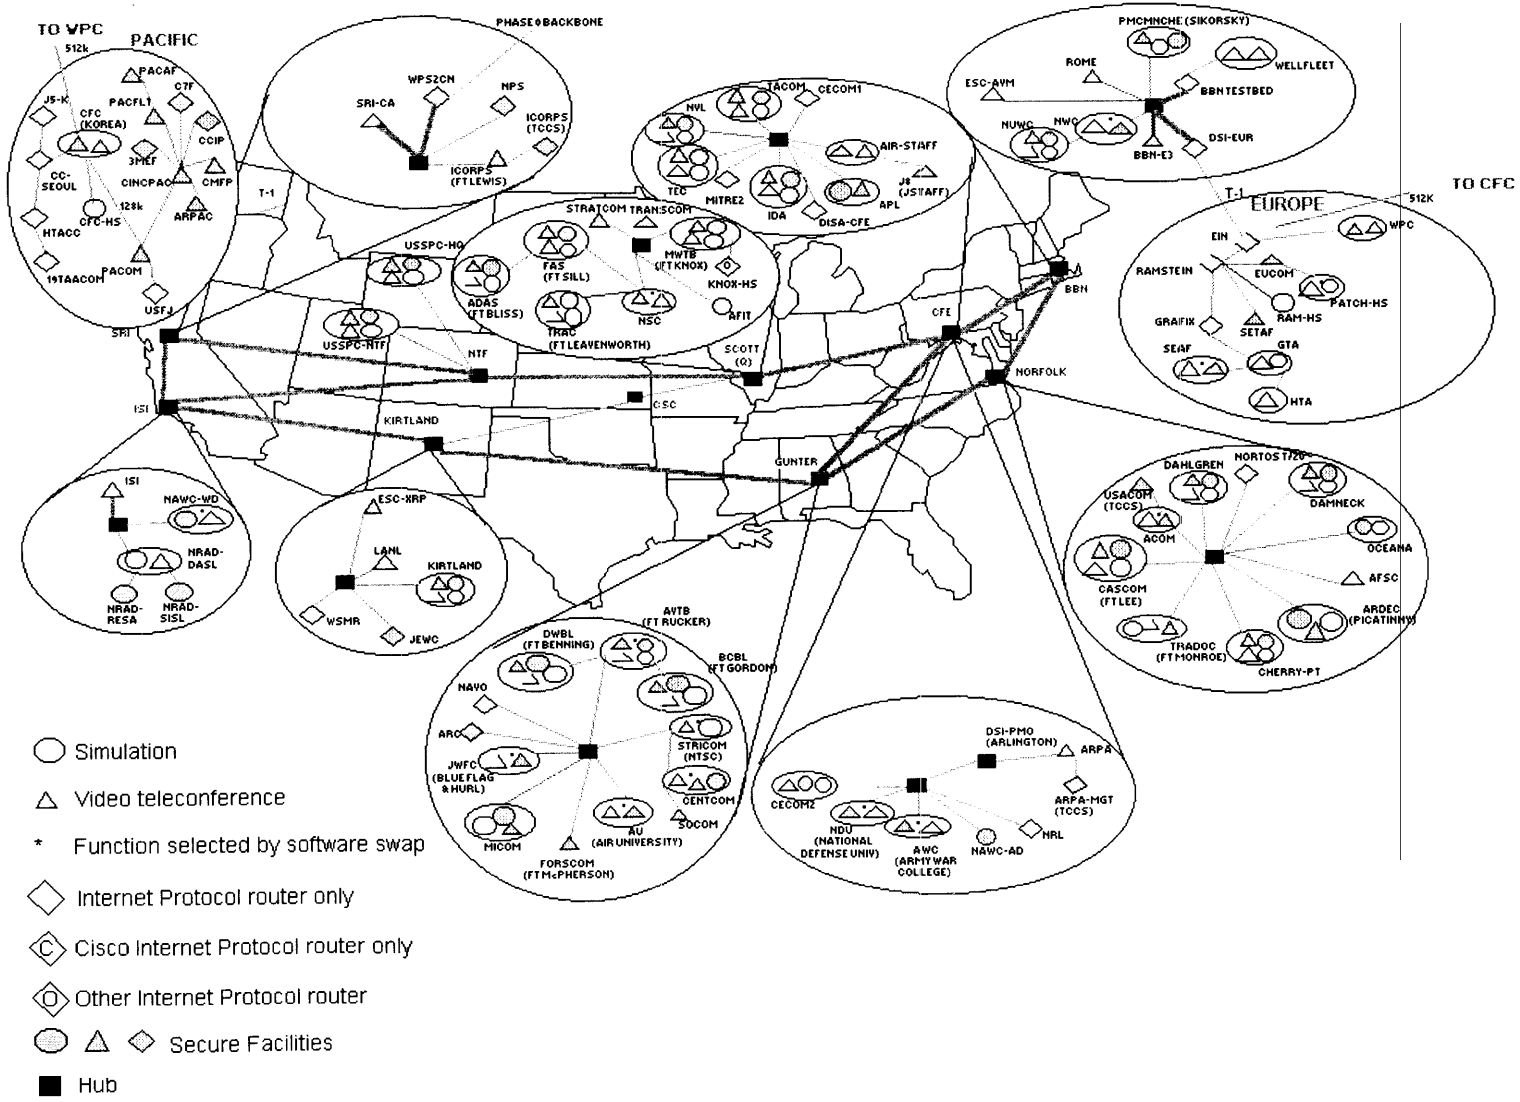 TO WPC
512k
PACIFIC
PACAF
C7F
J5-K
PACFLT
CFC
(KOREA)
CCIP
3MEF
CC-
SEOUL
CINCPAC
CMFP
128k
CFC-HS
ARPAC
HTACC
PACOM
19TAACOM
USFJ
T-1
PHASE 0 BACKBONE
WPS2CN
SRI-CA
NPS
ICORPS
(TCCS)
ICORPS
(FT LEWIS)
TACOM
CECOM1
NVL
AIR-STAFF
TEC
J8
(JSTAFF)
MITRE2
IDA
APL
DISA-CFE
PMCMNCHE (SIKORSKY)
ROME
WELLFLEET
ESC-AVM
BBN TESTBED
NUWC
NWC
BBN-E3
DSI-EUR
T-1
EUROPE
TO CFC
512K
EIN
WPC
RAMSTEIN
EUCOM
PATCH-HS
RAM-HS
GRAFIX
SETAF
GTA
HTA
STRATCOM
TRANSCOM
USSPC-HQ
FAS
(FT SILL)
MWTB
(FT KNOX)
KNOX-HS
ADAS
(FT BLISS)
NSC
AFIT
TRAC
(FT LEAVENWORTH)
USSPC-NTF
SRI
NTF
SCOTT
(Q)
CFE
BBN
NORFOLK
ISI
KIRTLAND
GUNTER
ISI
NAWC-WD
NRAD-
DASL
NRAD-
RESA
NRAD-
SISL
ESC-XRP
LANL
KIRTLAND
WSMR
JEWC
AVTB
(FT RUCKER)
DWBL
(FT BENNING)
BCBL
(FT GORDON)
NAVO
ARC
STRICOM
(NTSC)
JWFC
(BLUE FLAG
& HURL)
CENTCOM
MICOM
AU
(AIR UNIVERSITY)
SOCOM
FORSCOM
(FT McPHERSON)
DSI-PMO
(ARLINGTON)
ARPA
CECOM2
ARPA-MGT
(TCCS)
NDU
(NATIONAL
DEFENSE UNIV)
AWC
(ARMY WAR
COLLEGE)
NAWC-AD
NRL
DAHLGREN
USACOM
(TCCS)
DAMNECK
ACOM
OCEANA
CASCOM
(FT LEE)
AFSC
ARDEC
(PICATINNY)
TRADOC
(FT MONROE)
CHERRY-PT
Simulation
Video teleconference
* Function selected by software swap
Internet Protocol router only
C Cisco Internet Protocol router only
O Other Internet Protocol router
Secure Facilities
Hub